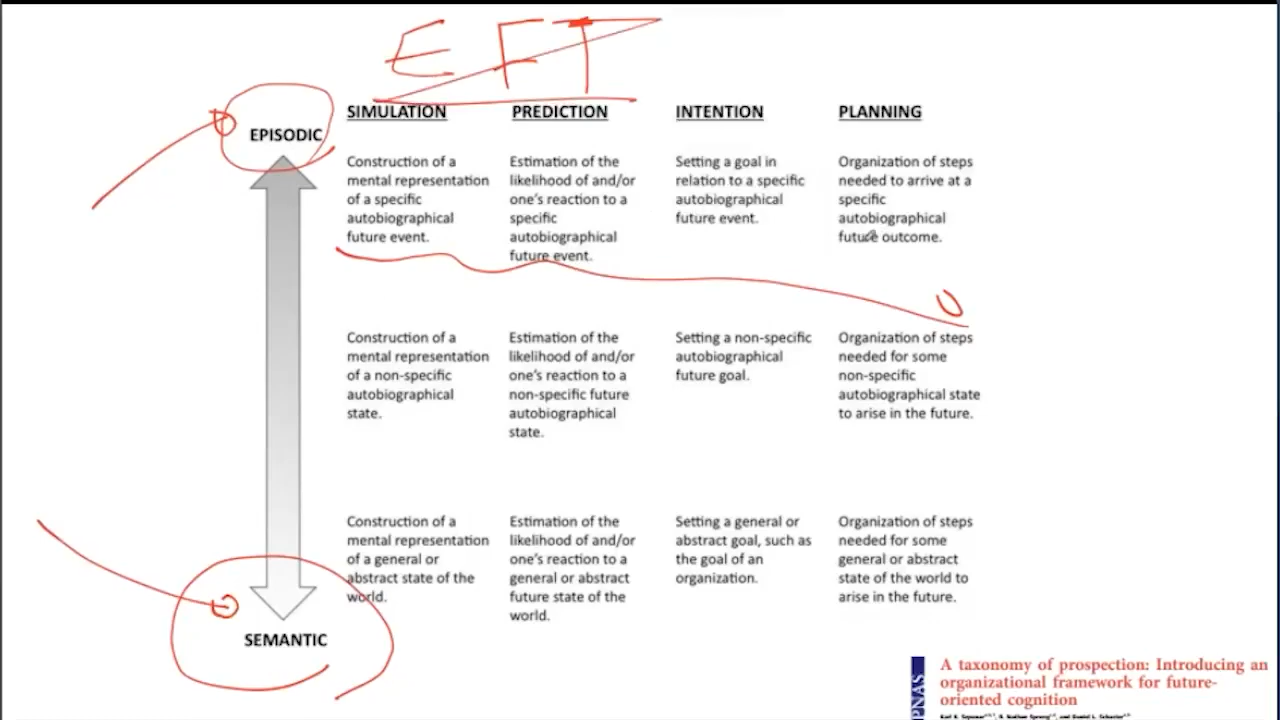 EFT
SIMULATION PREDICTION INTENTION PLANNING
EPISODIC
Construction of a
mental representation
of a specific
autobiographical
future event.
Estimation of the
likelihood of and/or
one's reaction to a
specific
autobiographical
future event.
Setting a goal in
relation to a specific
autobiographical
future event.
Organization of steps
needed to arrive at a
specific
autobiographical
future outcome.
Construction of a
mental representation
of a non-specific
autobiographical
state.
Estimation of the
likelihood of and/or
one's reaction to a
non-specific future
autobiographical
state.
Setting a non-specific
autobiographical
future goal.
Organization of steps
needed for some
non-specific
autobiographical state
to arise in the future.
Construction of a
mental representation
of a general or
abstract state of the
world.
Estimation of the
likelihood of and/or
one's reaction to a
general or abstract
future state of the
world.
Setting a general or
abstract goal, such as
the goal of an
organization.
Organization of steps
needed for some
general or abstract
state of the world to
arise in the future.
SEMANTIC
PNAS
A taxonomy of prospection: Introducing an
organizational framework for future-
oriented cognition